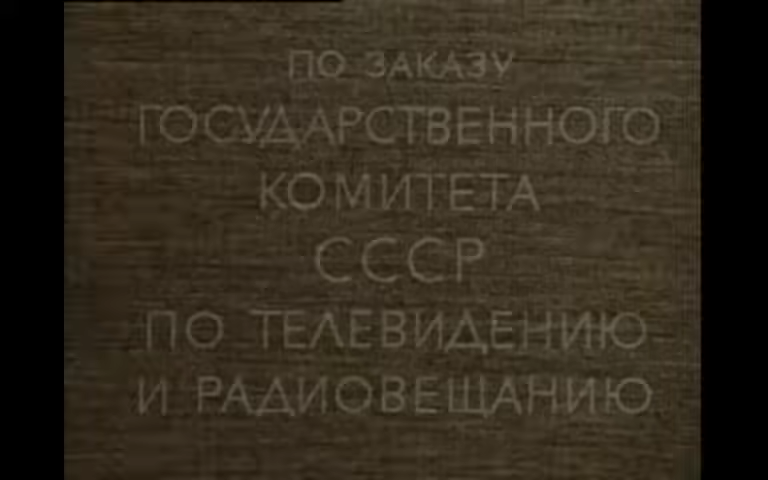 ПО ЗАКАЗУ
ГОСУДАРСТВЕННОГО
КОМИТЕТА
СССР
ПО ТЕЛЕВИДЕНИЮ
И РАДИОВЕЩАНИЮ